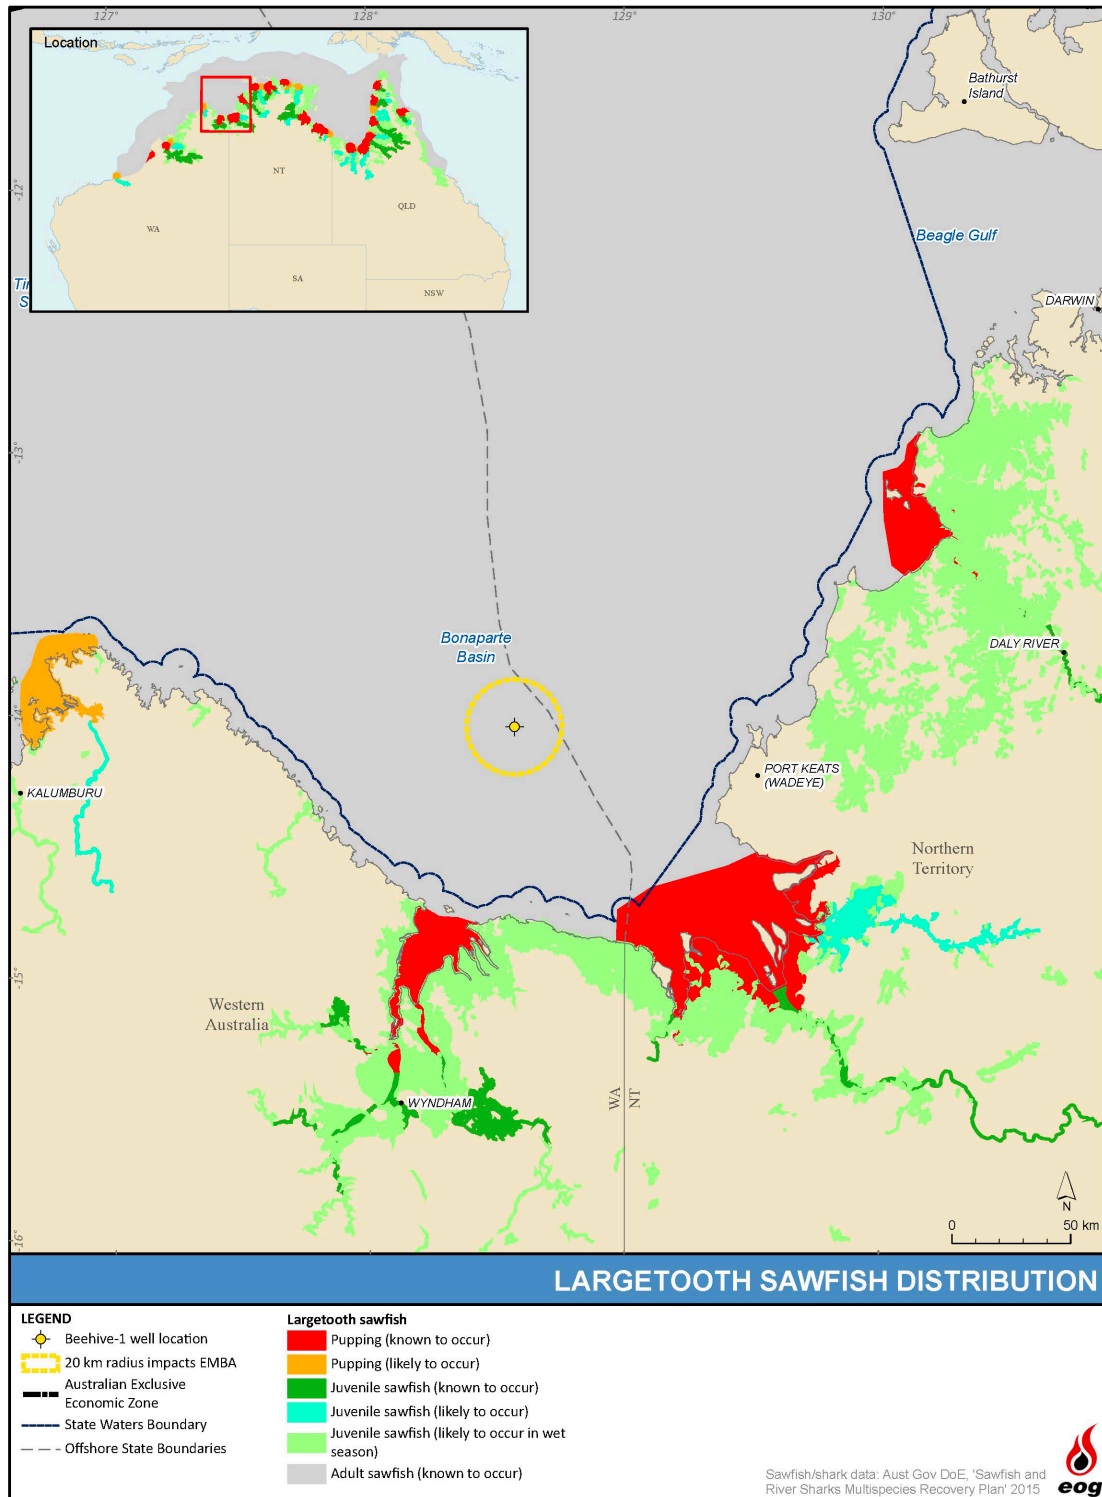 127°
128°
129°
130°
Location
NT
WA
QLD
SA
NSW
Bathurst
Island
-12°
Beagle Gulf
DARWIN
-13°
Bonaparte
Basin
DALY RIVER
-14°
PORT KEATS
(WADEYE)
KALUMBURU
Northern
Territory
-15°
Western
Australia
WA
NT
WYNDHAM
N
0
50 km
-16°
LARGETOOTH SAWFISH DISTRIBUTION
LEGEND
Beehive-1 well location
20 km radius impacts EMBA
Australian Exclusive
Economic Zone
State Waters Boundary
Offshore State Boundaries
Largetooth sawfish
Pupping (known to occur)
Pupping (likely to occur)
Juvenile sawfish (known to occur)
Juvenile sawfish (likely to occur)
Juvenile sawfish (likely to occur in wet
season)
Adult sawfish (known to occur)
Sawfish/shark data: Aust Gov DoE, 'Sawfish and
River Sharks Multispecies Recovery Plan' 2015
eog